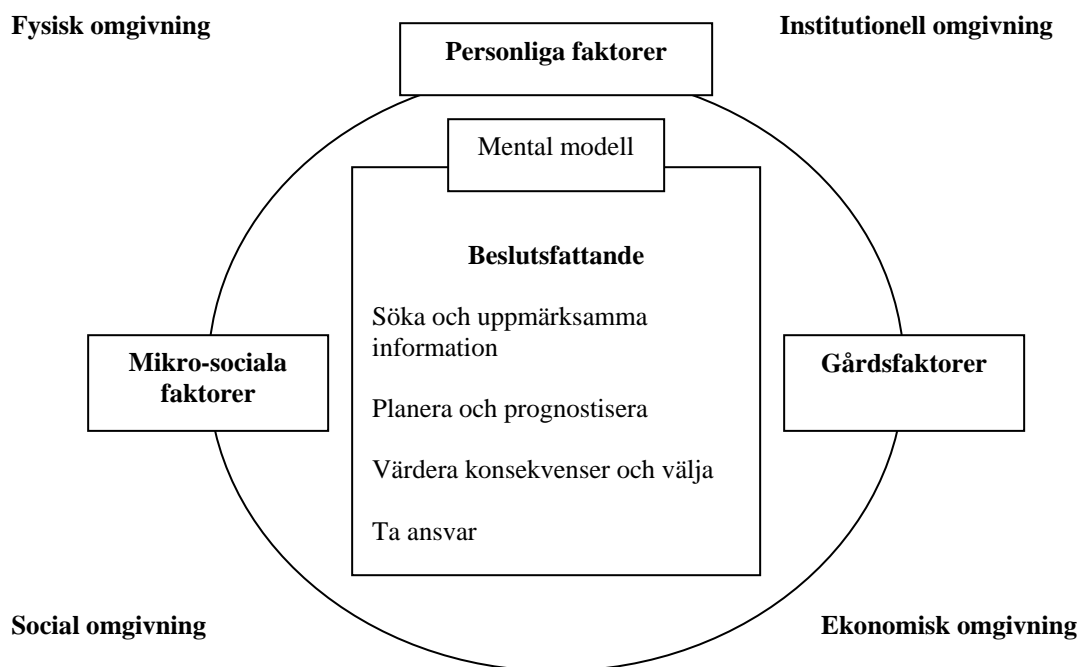 Fysisk omgivning
Institutionell omgivning
Personliga faktorer
Mental modell
Beslutsfattande
Söka och uppmärksamma
information
Planera och prognostisera
Värdera konsekvenser och välja
Ta ansvar
Mikro-sociala
faktorer
Gårdsfaktorer
Social omgivning
Ekonomisk omgivning